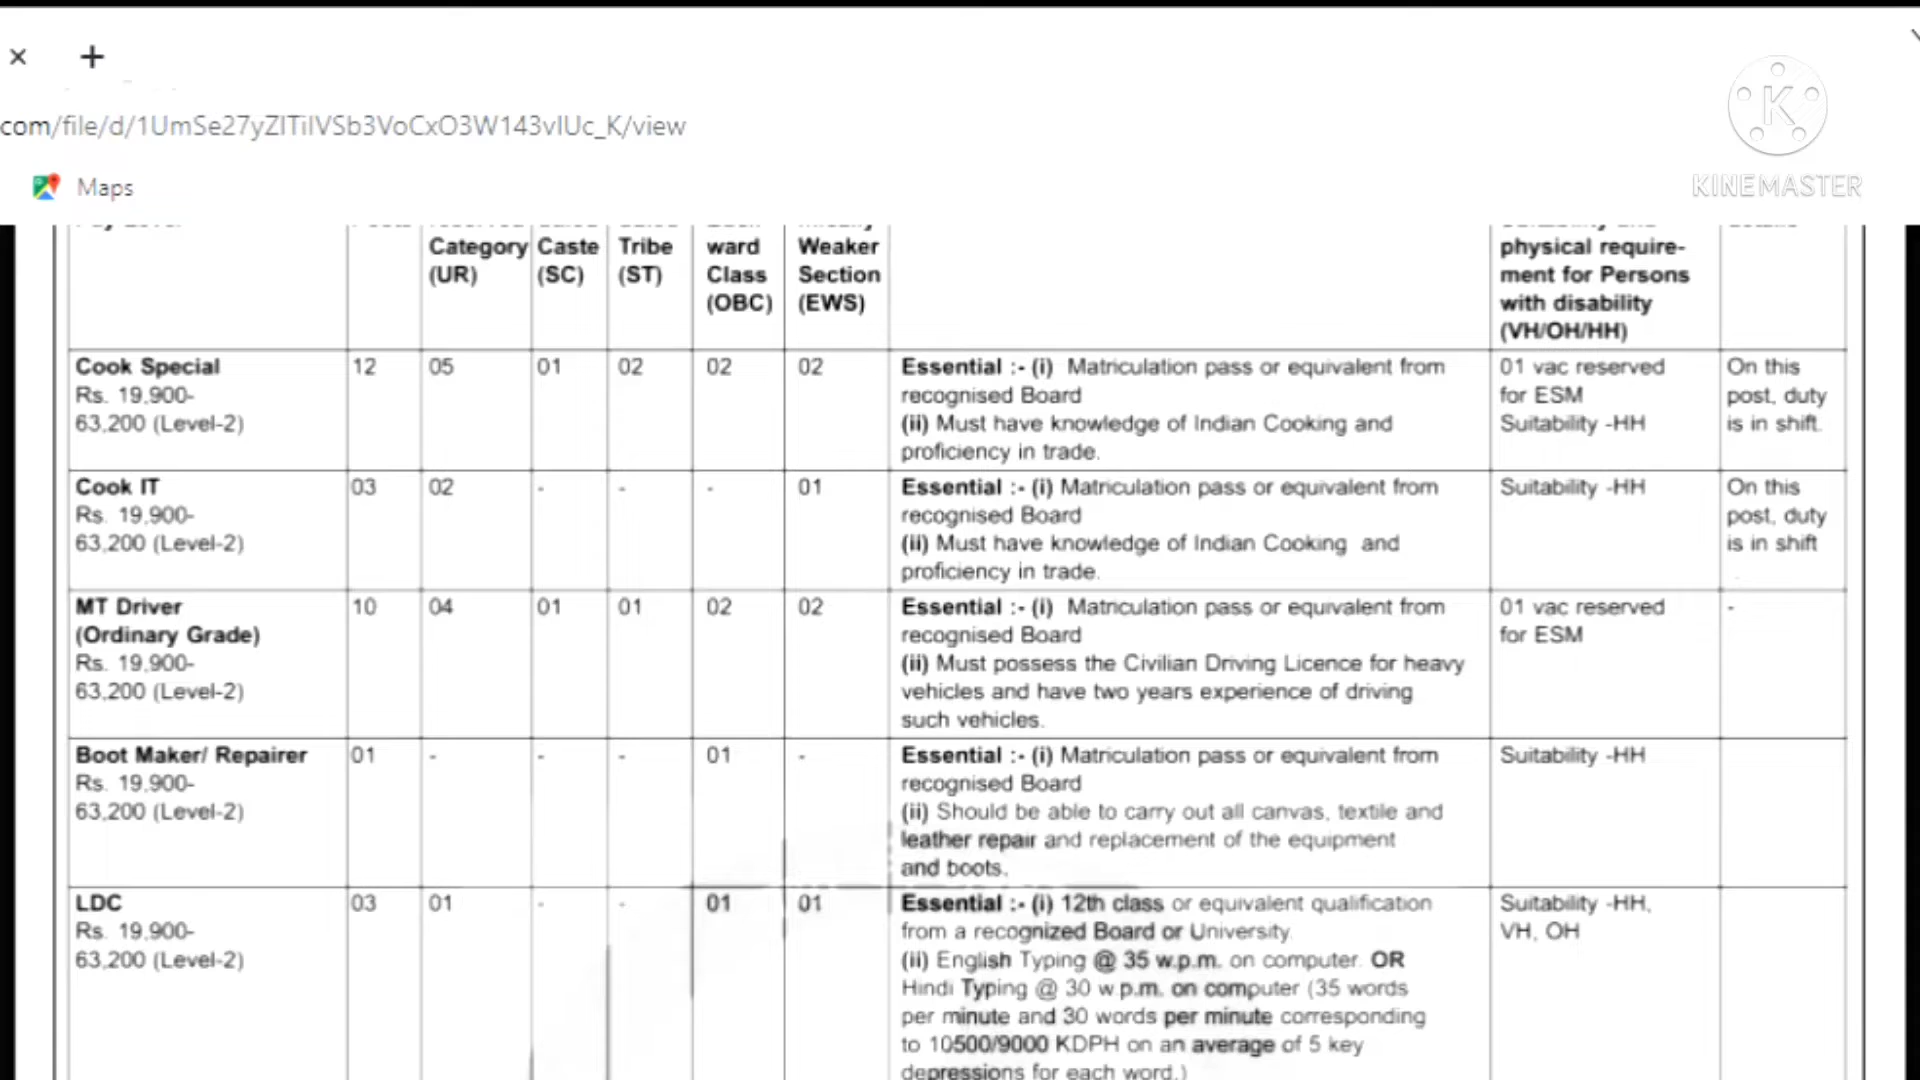 com/file/d/1UmSe27yZITilVSb3VoCxO3W143vlUc_K/view
Maps
KINEMASTER
Category (UR)
Caste (SC)
Tribe (ST)
ward Class (OBC)
Weaker Section (EWS)
physical require-
ment for Persons
with disability
(VH/OH/HH)
Cook Special
Rs. 19,900-
63,200 (Level-2)
12 05 01 02 02 02
Essential :- (i) Matriculation pass or equivalent from
recognised Board
(ii) Must have knowledge of Indian Cooking and
proficiency in trade.
01 vac reserved
for ESM
Suitability -HH
On this
post, duty
is in shift.
Cook IT
Rs. 19,900-
63,200 (Level-2)
03 02 - - - 01
Essential :- (i) Matriculation pass or equivalent from
recognised Board
(ii) Must have knowledge of Indian Cooking and
proficiency in trade.
Suitability -HH
On this
post, duty
is in shift
MT Driver
(Ordinary Grade)
Rs. 19,900-
63,200 (Level-2)
10 04 01 01 02 02
Essential :- (i) Matriculation pass or equivalent from
recognised Board
(ii) Must possess the Civilian Driving Licence for heavy
vehicles and have two years experience of driving
such vehicles.
01 vac reserved
for ESM
-
Boot Maker/ Repairer
Rs. 19,900-
63,200 (Level-2)
01 - - - 01 -
Essential :- (i) Matriculation pass or equivalent from
recognised Board
(ii) Should be able to carry out all canvas, textile and
leather repair and replacement of the equipment
and boots.
Suitability -HH
LDC
Rs. 19,900-
63,200 (Level-2)
03 01 - - 01 01
Essential :- (i) 12th class or equivalent qualification
from a recognized Board or University.
(ii) English Typing @ 35 w.p.m. on computer. OR
Hindi Typing @ 30 w.p.m. on computer (35 words
per minute and 30 words per minute corresponding
to 10500/9000 KDPH on an average of 5 key
depressions for each word.)
Suitability -HH,
VH, OH